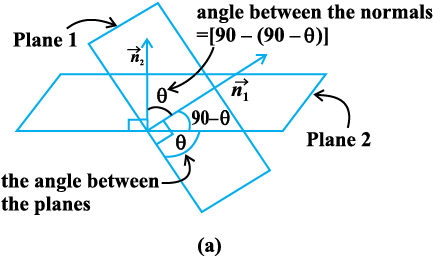 angle between the normals
=[90 – (90 – θ)]
Plane 1
n⃗₂
θ
n⃗₁
90–θ
θ
Plane 2
the angle between
the planes
(a)